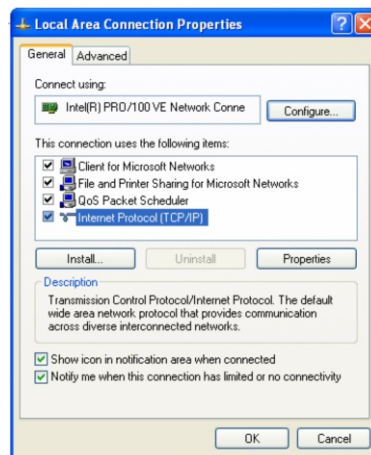 Local Area Connection Properties
General
Advanced
Connect using:
Intel(R) PRO/100 VE Network Conne
Configure...
This connection uses the following items:
Client for Microsoft Networks
File and Printer Sharing for Microsoft Networks
QoS Packet Scheduler
Internet Protocol (TCP/IP)
Install...
Uninstall
Properties
Description
Transmission Control Protocol/Internet Protocol. The default
wide area network protocol that provides communication
across diverse interconnected networks.
Show icon in notification area when connected
Notify me when this connection has limited or no connectivity
OK
Cancel